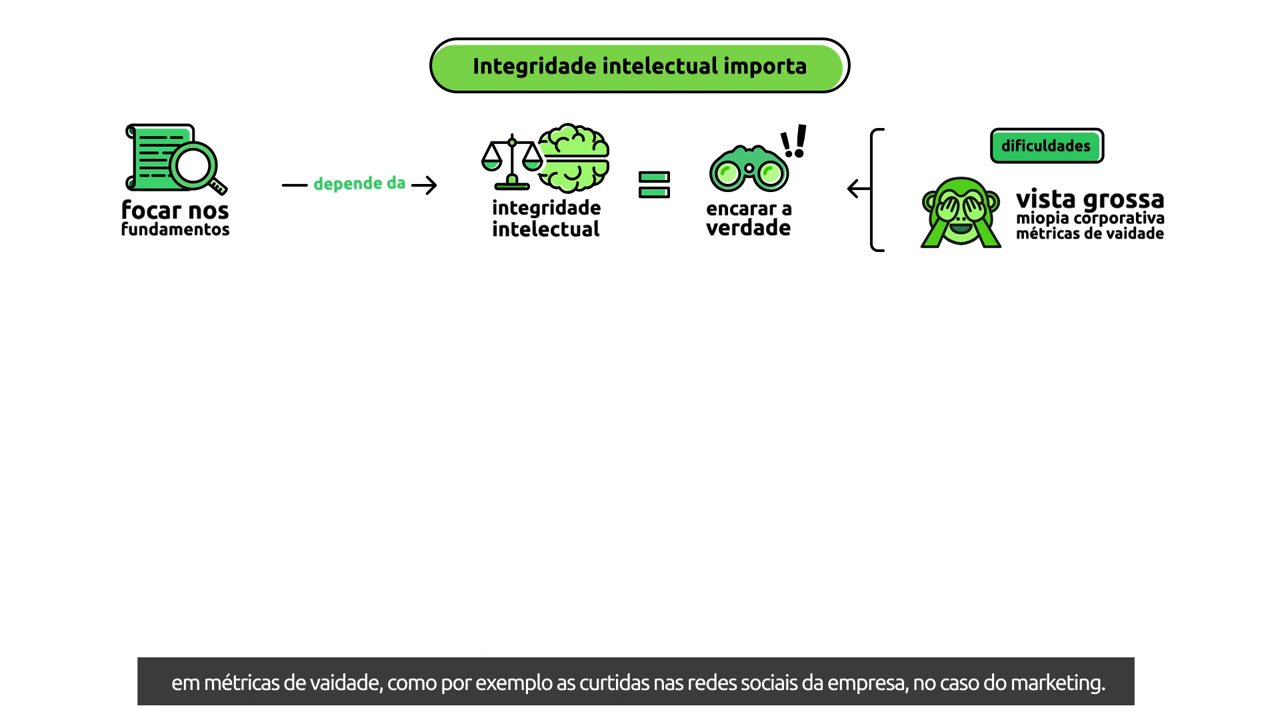 Integridade intelectual importa
focar nos
fundamentos
depende da
integridade
intelectual
encarar a
verdade
!!
dificuldades
vista grossa
miopia corporativa
métricas de vaidade
em métricas de vaidade, como por exemplo as curtidas nas redes sociais da empresa, no caso do marketing.